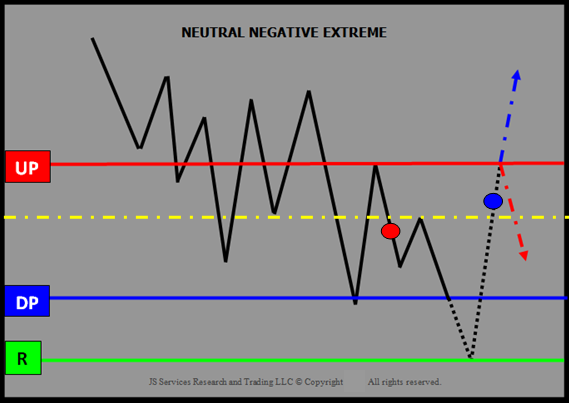 NEUTRAL NEGATIVE EXTREME
UP
DP
R
JS Services Research and Trading LLC © Copyright All rights reserved.